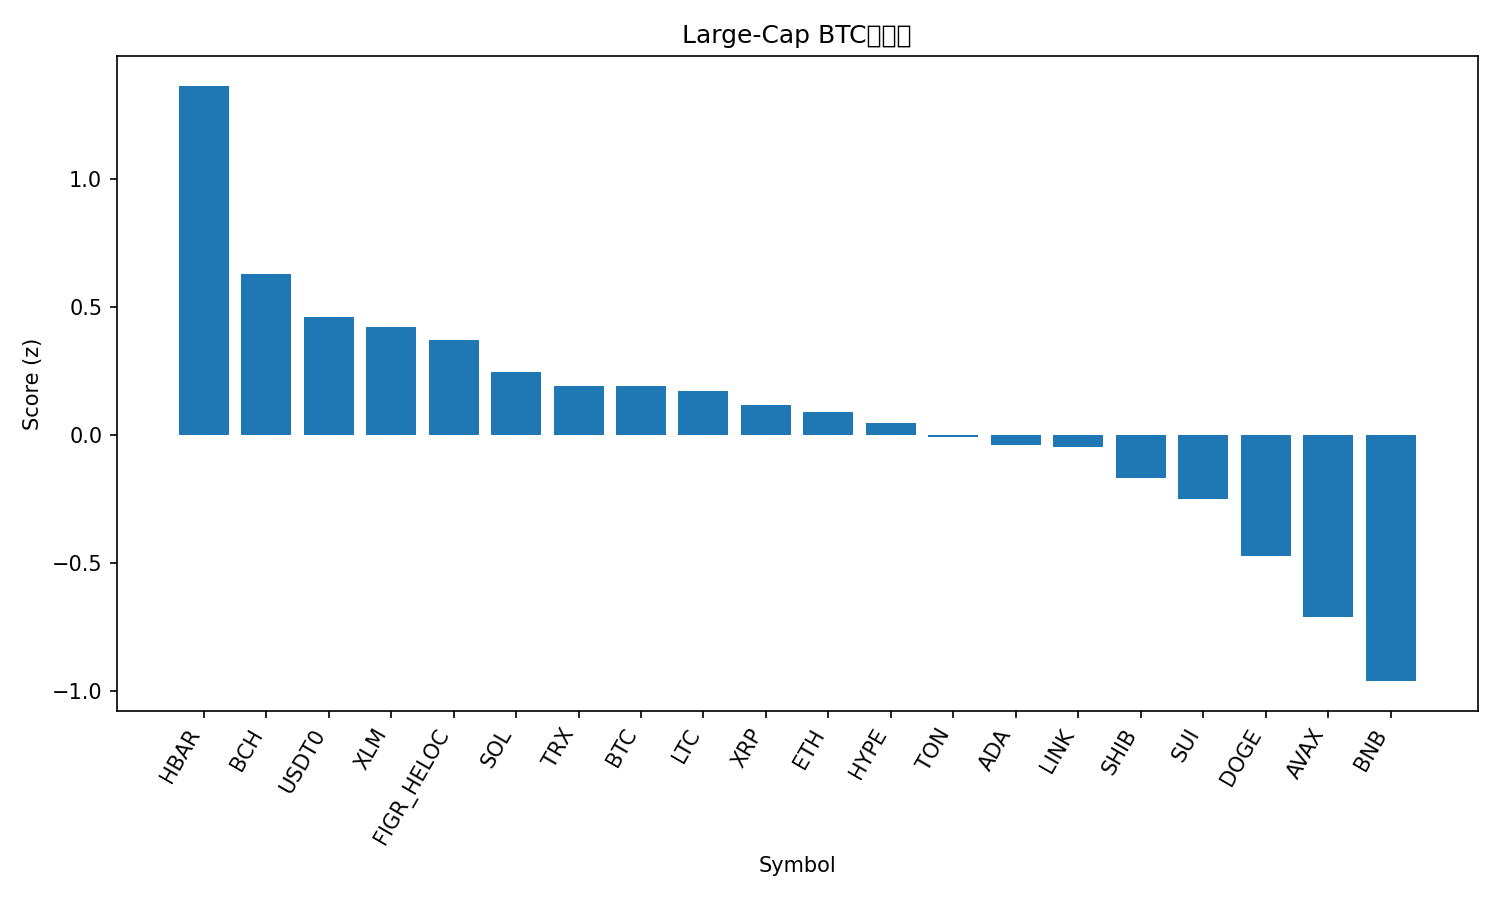 Large-Cap BTC
Score (z)
1.0
0.5
0.0
−0.5
−1.0
HBAR
BCH
USDT0
XLM
FIGR_HELOC
SOL
TRX
BTC
LTC
XRP
ETH
HYPE
TON
ADA
LINK
SHIB
SUI
DOGE
AVAX
BNB
Symbol